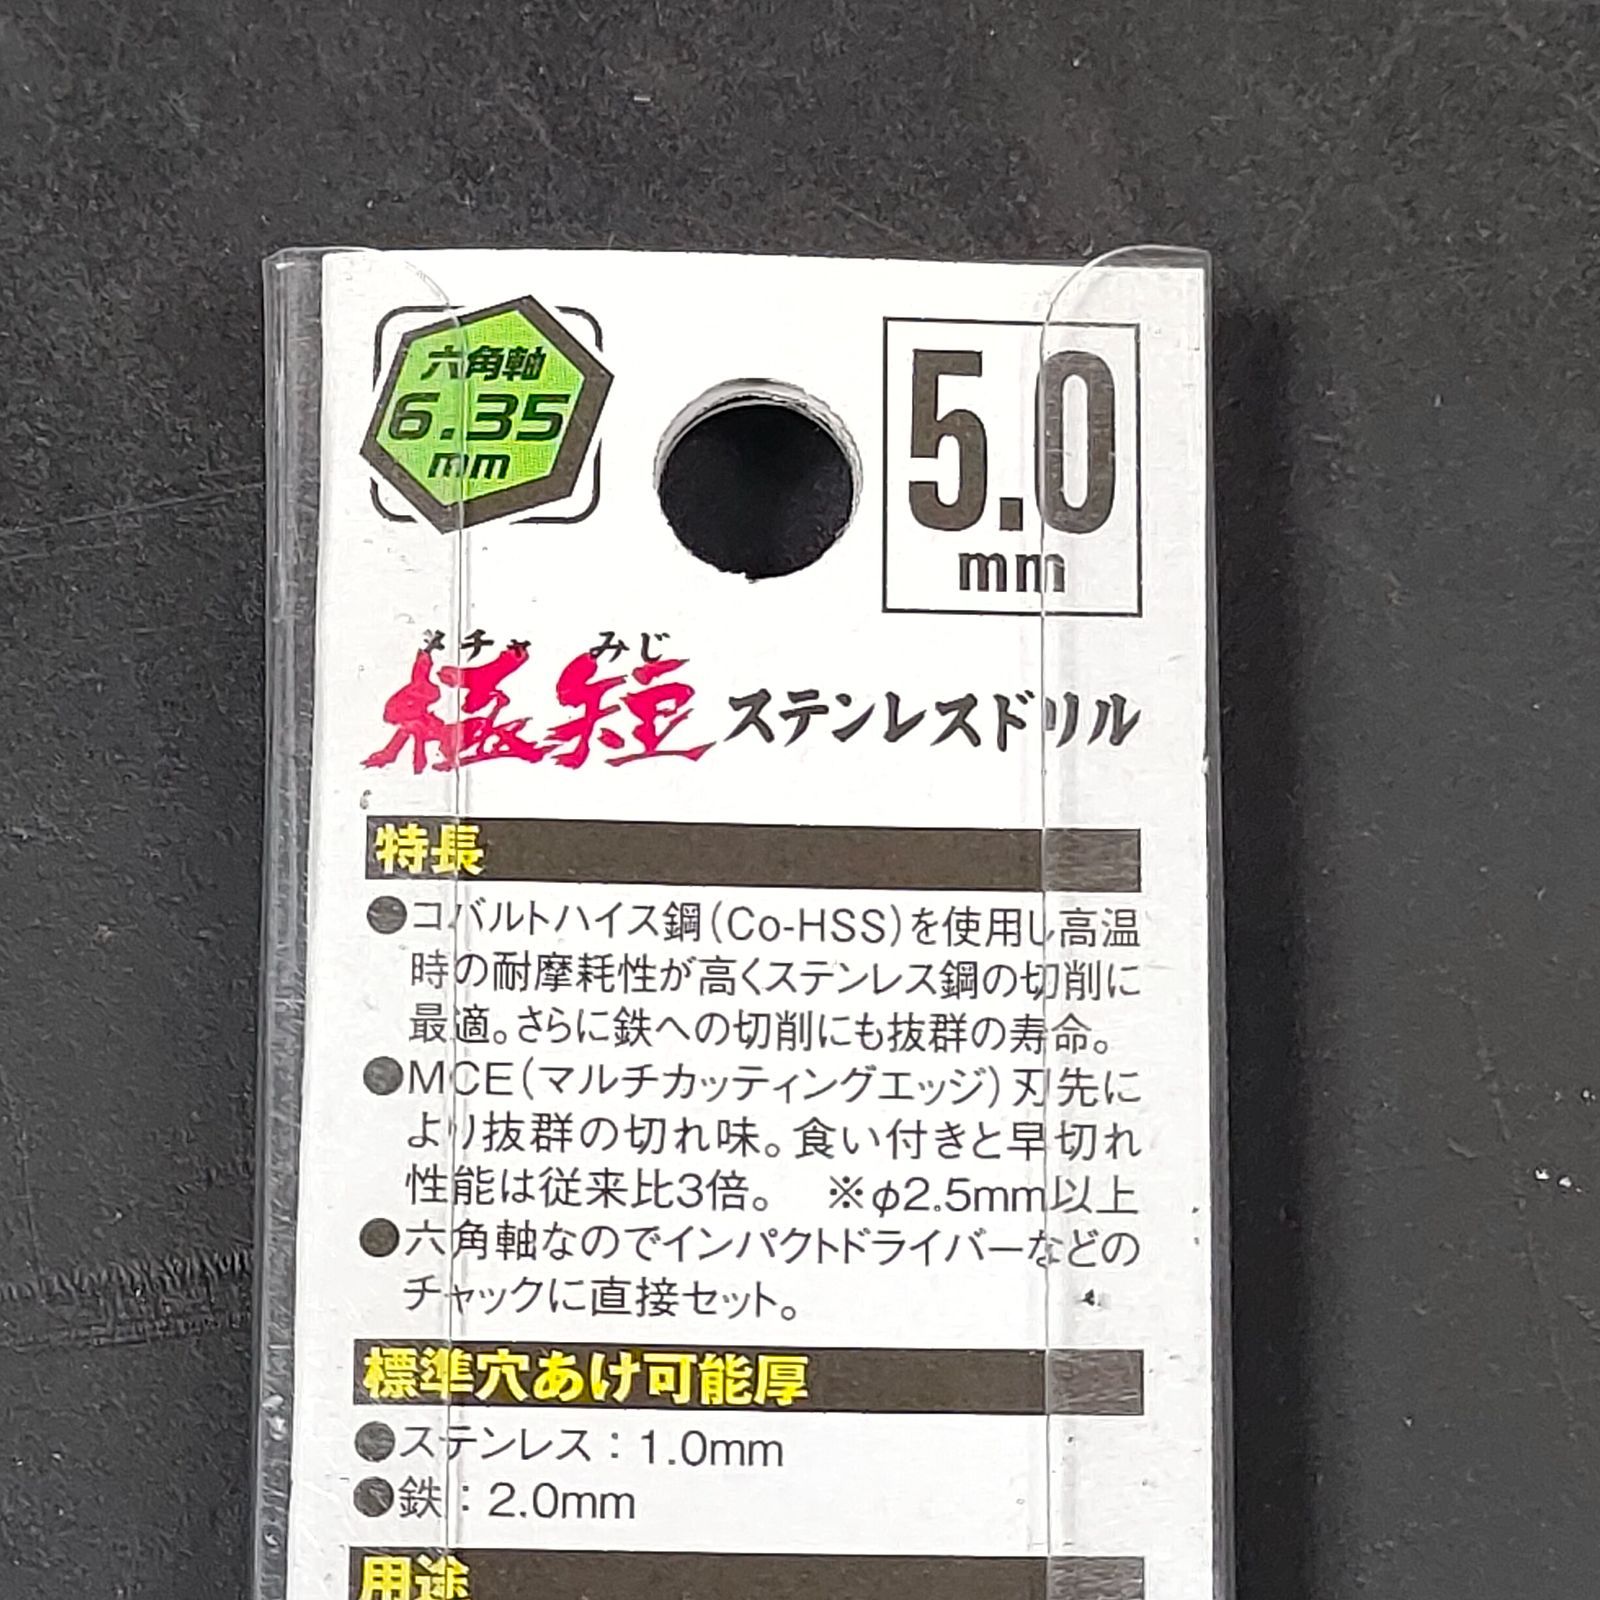 六角軸
6.35
mm
5.0
mm
メチャ みじ
極短ステンレスドリル
特長
●コバルトハイス鋼(Co-HSS)を使用し高温
時の耐摩耗性が高くステンレス鋼の切削に
最適。さらに鉄への切削にも抜群の寿命。
●MCE(マルチカッティングエッジ)刃先に
より抜群の切れ味。食い付きと早切れ
性能は従来比3倍。 ※φ2.5mm以上
●六角軸なのでインパクトドライバーなどの
チャックに直接セット。
標準穴あけ可能厚
●ステンレス:1.0mm
●鉄:2.0mm
用途